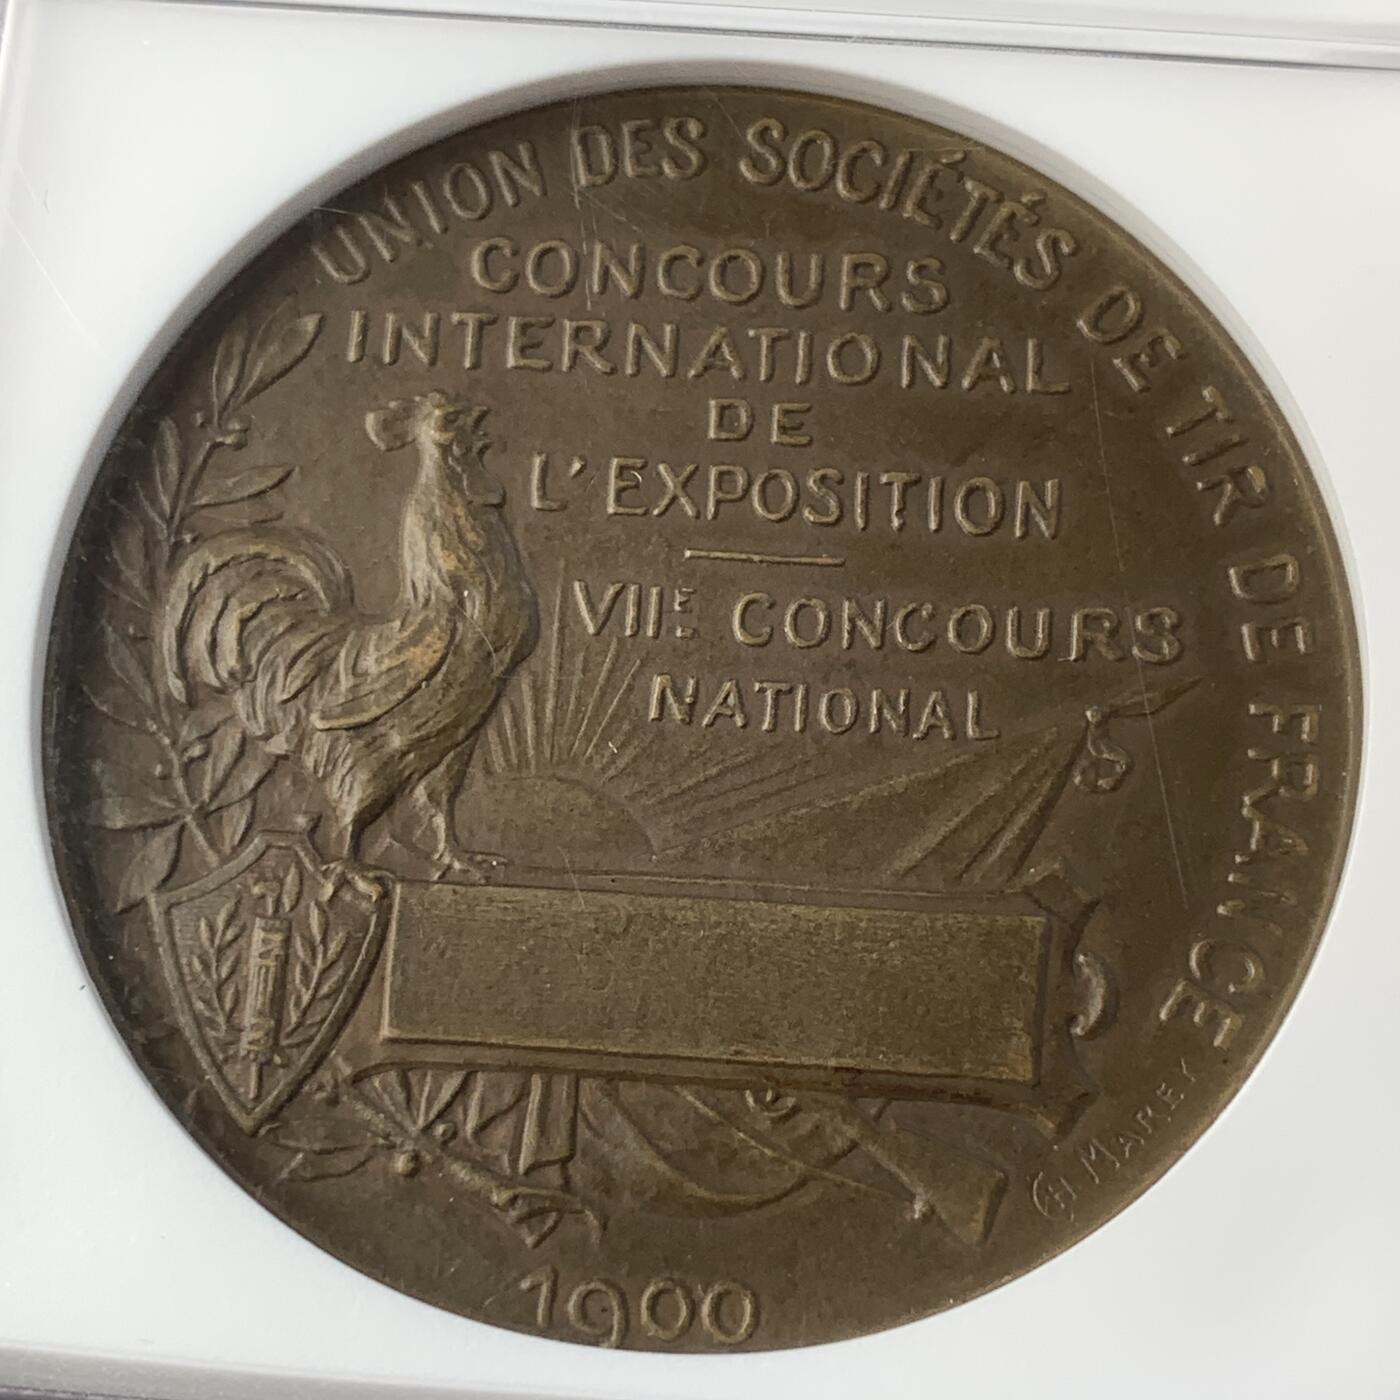 UNION DES SOCIÉTÉS DE TIR DE FRANCE
CONCOURS
INTERNATIONAL
DE
L'EXPOSITION
VIIE CONCOURS
NATIONAL
CH MAREY
1900